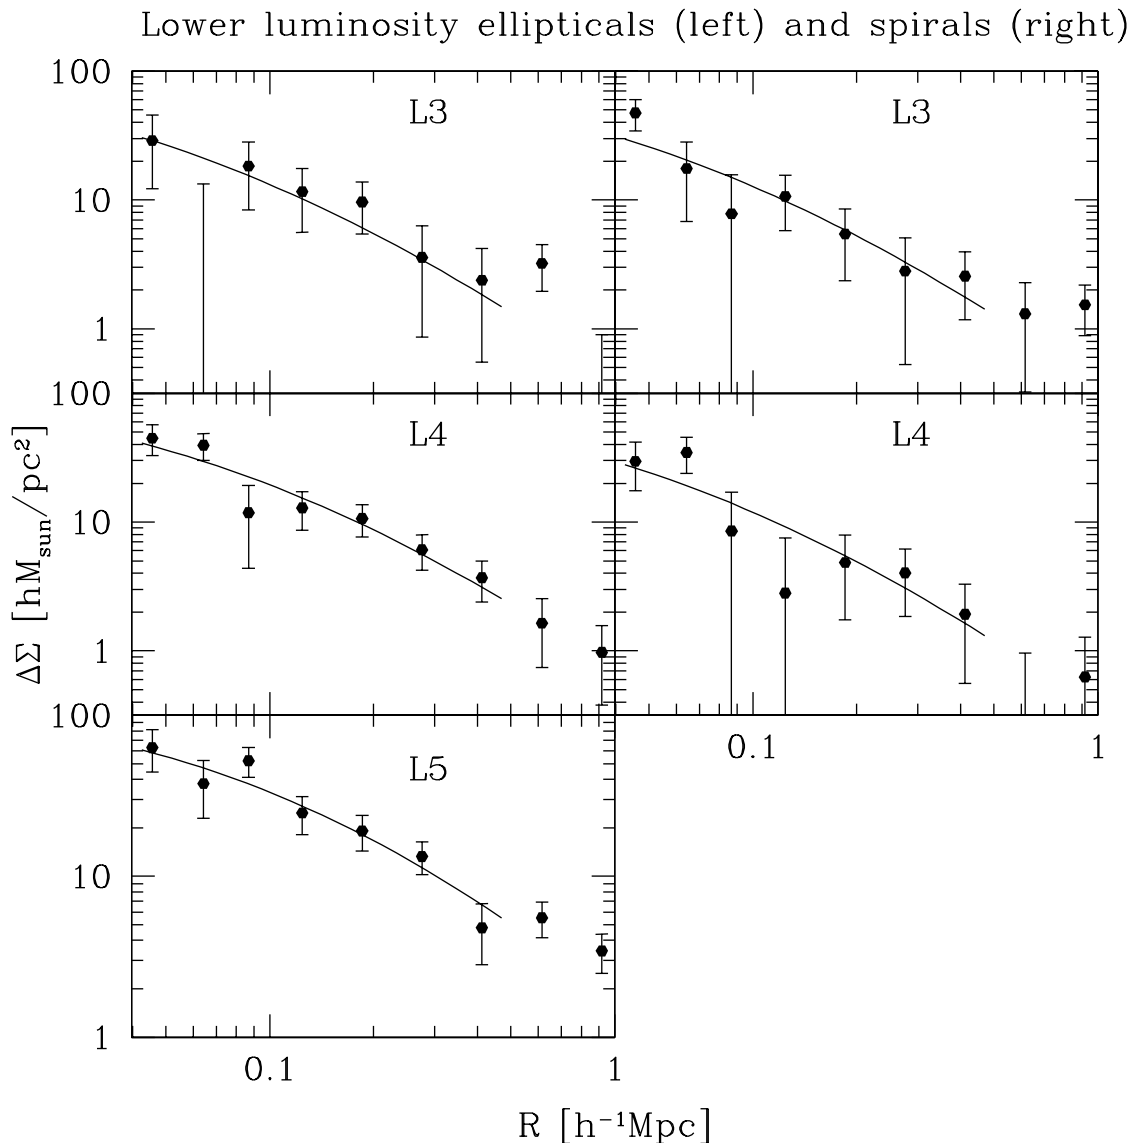 Lower luminosity ellipticals (left) and spirals (right)
100
L3
L3
10
1
100
L4
L4
10
1
100
0.1
1
L5
10
1
0.1
1
ΔΣ [hM_sun/pc²]
R [h⁻¹Mpc]